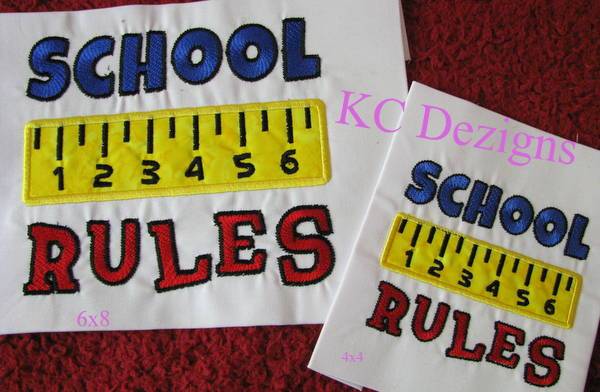 SCHOOL
1 2 3 4 5 6
RULES
6x8
KC Dezigns
SCHOOL
1 2 3 4 5 6
RULES
4x4